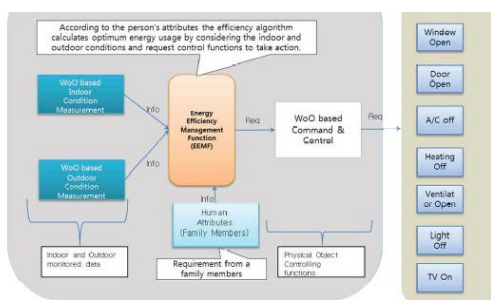 According to the person's attributes the efficiency algorithm
calculates optimum energy usage by considering the indoor and
outdoor conditions and request control functions to take action.
WoO based
Indoor
Condition
Measurement
Info
WoO based
Outdoor
Condition
Measurement
Info
Energy
Efficiency
Management
Function
(EEMF)
Req
WoO based
Command &
Control
Req
Info
Human
Attributes
(Family Members)
Indoor and Outdoor
monitored data
Requirement from a
family members
Physical Object
Controlling
functions
Window
Open
Door
Open
A/C off
Heating
Off
Ventilat
or Open
Light
Off
TV On